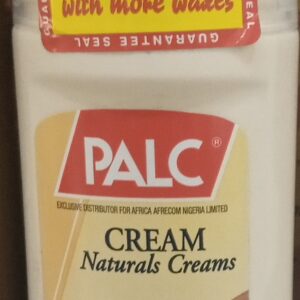 with more waxes
GUARANTEE SEAL
PALC®
EXCLUSIVE DISTRIBUTOR FOR AFRICA AFRECOM NIGERIA LIMITED
CREAM
Naturals Creams